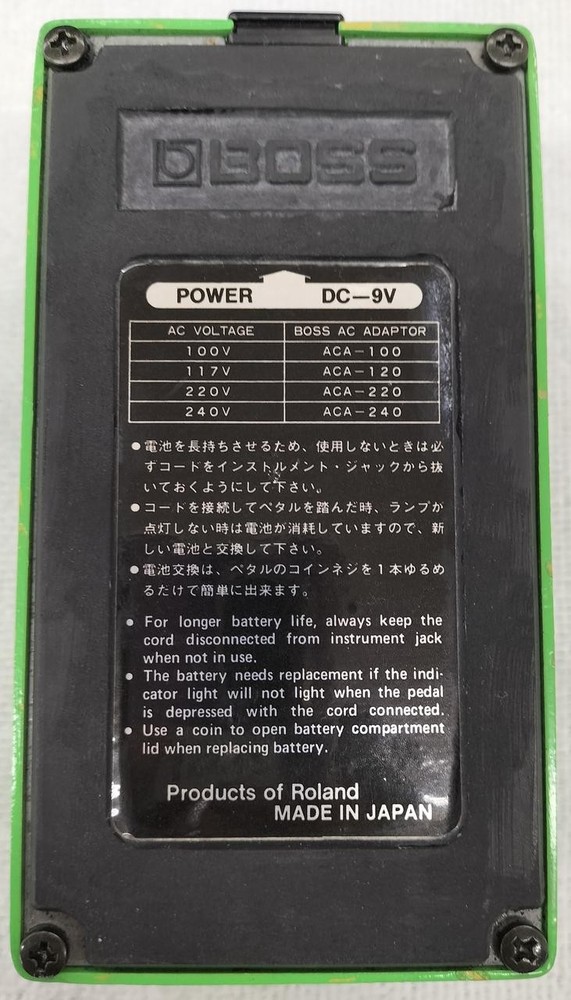 BOSS
POWER DC-9V
AC VOLTAGE BOSS AC ADAPTOR
100V ACA-100
117V ACA-120
220V ACA-220
240V ACA-240
●電池を長持ちさせるため、使用しないときは必
ずコードをインストルメント・ジャックから抜
いておくようにして下さい。
●コードを接続してペタルを踏んだ時、ランプが
点灯しない時は電池が消耗していますので、新
しい電池と交換して下さい。
●電池交換は、ペタルのコインネジを1本ゆるめ
るだけで簡単に出来ます。
● For longer battery life, always keep the
cord disconnected from instrument jack
when not in use.
● The battery needs replacement if the indi-
cator light will not light when the pedal
is depressed with the cord connected.
● Use a coin to open battery compartment
lid when replacing battery.
Products of Roland
MADE IN JAPAN